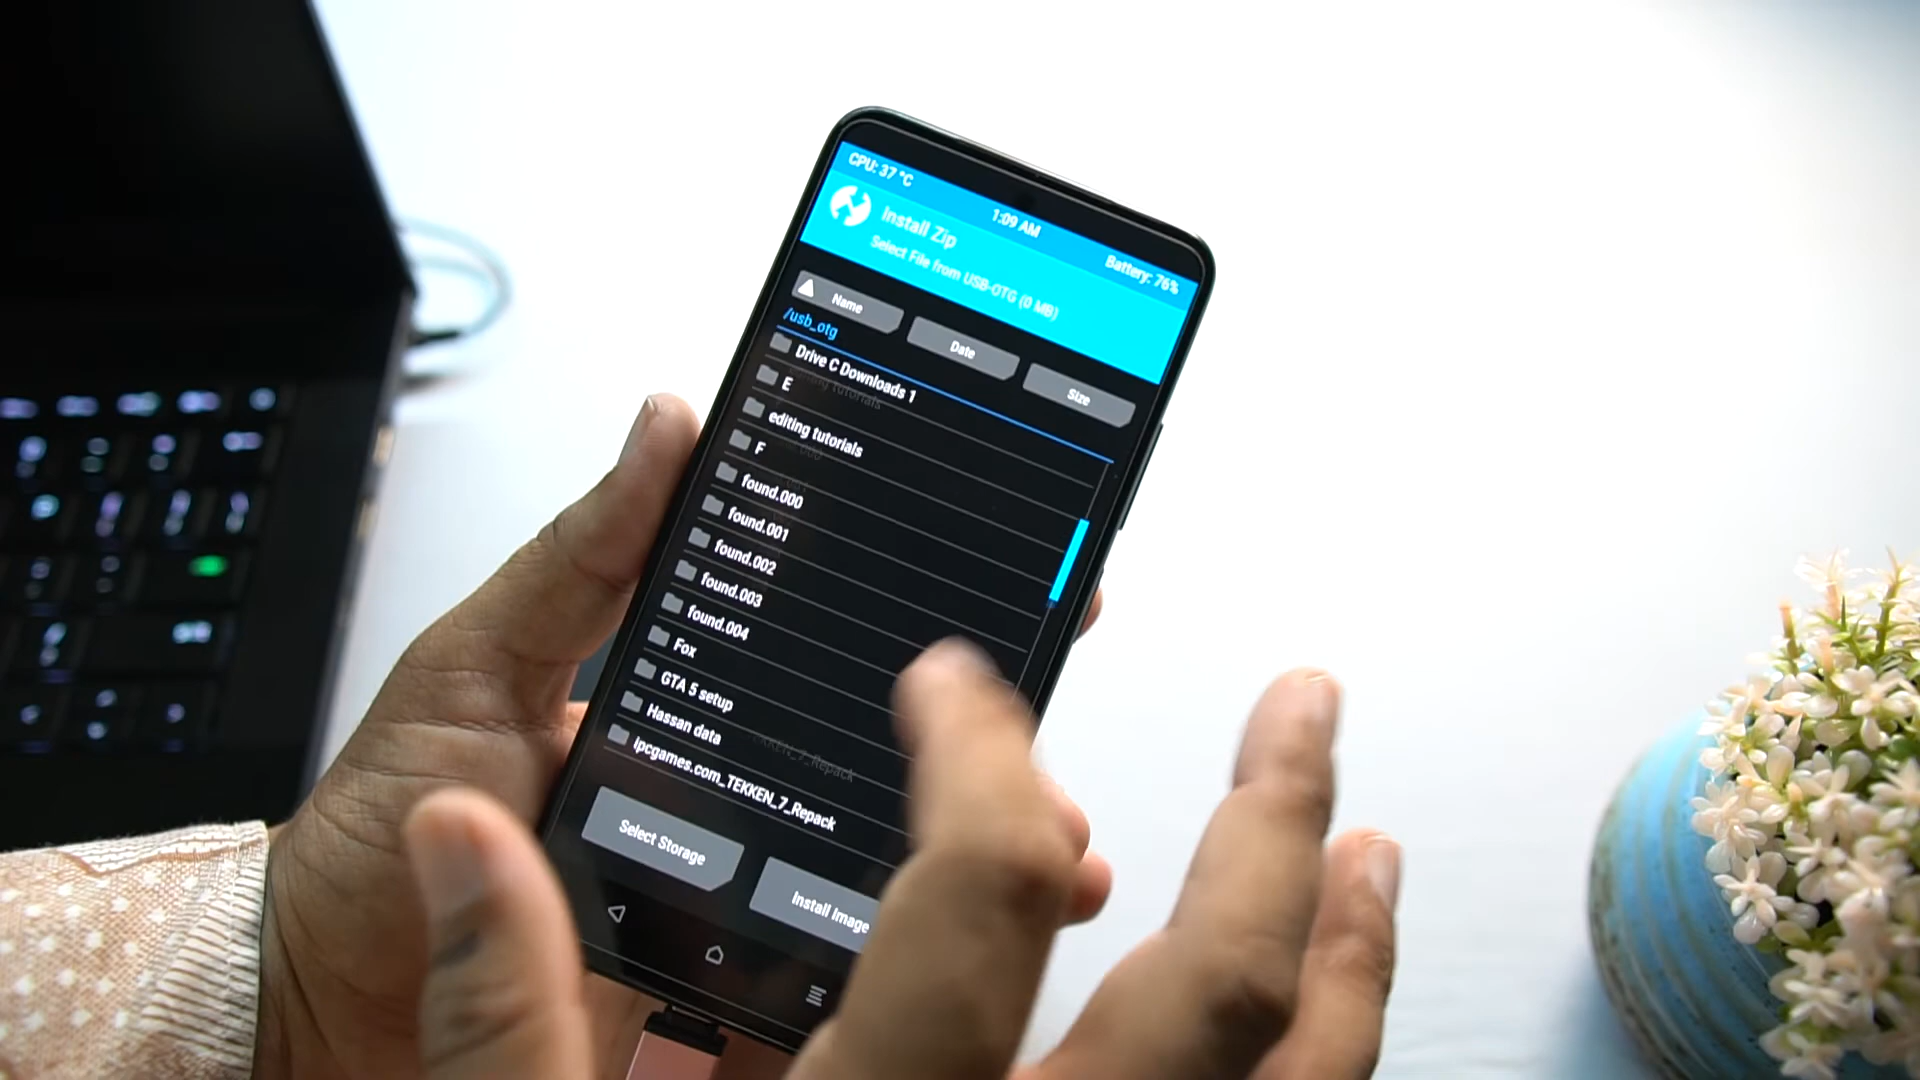 CPU: 37 °C
1:09 AM
Battery: 76%
Install Zip
Select File from USB-OTG (0 MB)
Name
Date
Size
/usb_otg
Drive C Downloads 1
E
editing tutorials
F
found.000
found.001
found.002
found.003
found.004
Fox
GTA 5 setup
Hassan data
ipcgames.com_TEKKEN_7_Repack
Select Storage
Install Image